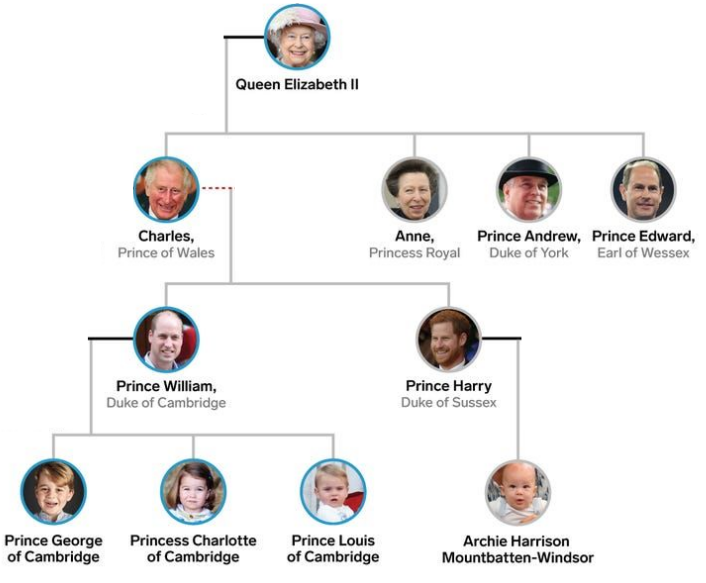 Queen Elizabeth II
Charles,
Prince of Wales
Anne,
Princess Royal
Prince Andrew,
Duke of York
Prince Edward,
Earl of Wessex
Prince William,
Duke of Cambridge
Prince Harry
Duke of Sussex
Prince George
of Cambridge
Princess Charlotte
of Cambridge
Prince Louis
of Cambridge
Archie Harrison
Mountbatten-Windsor